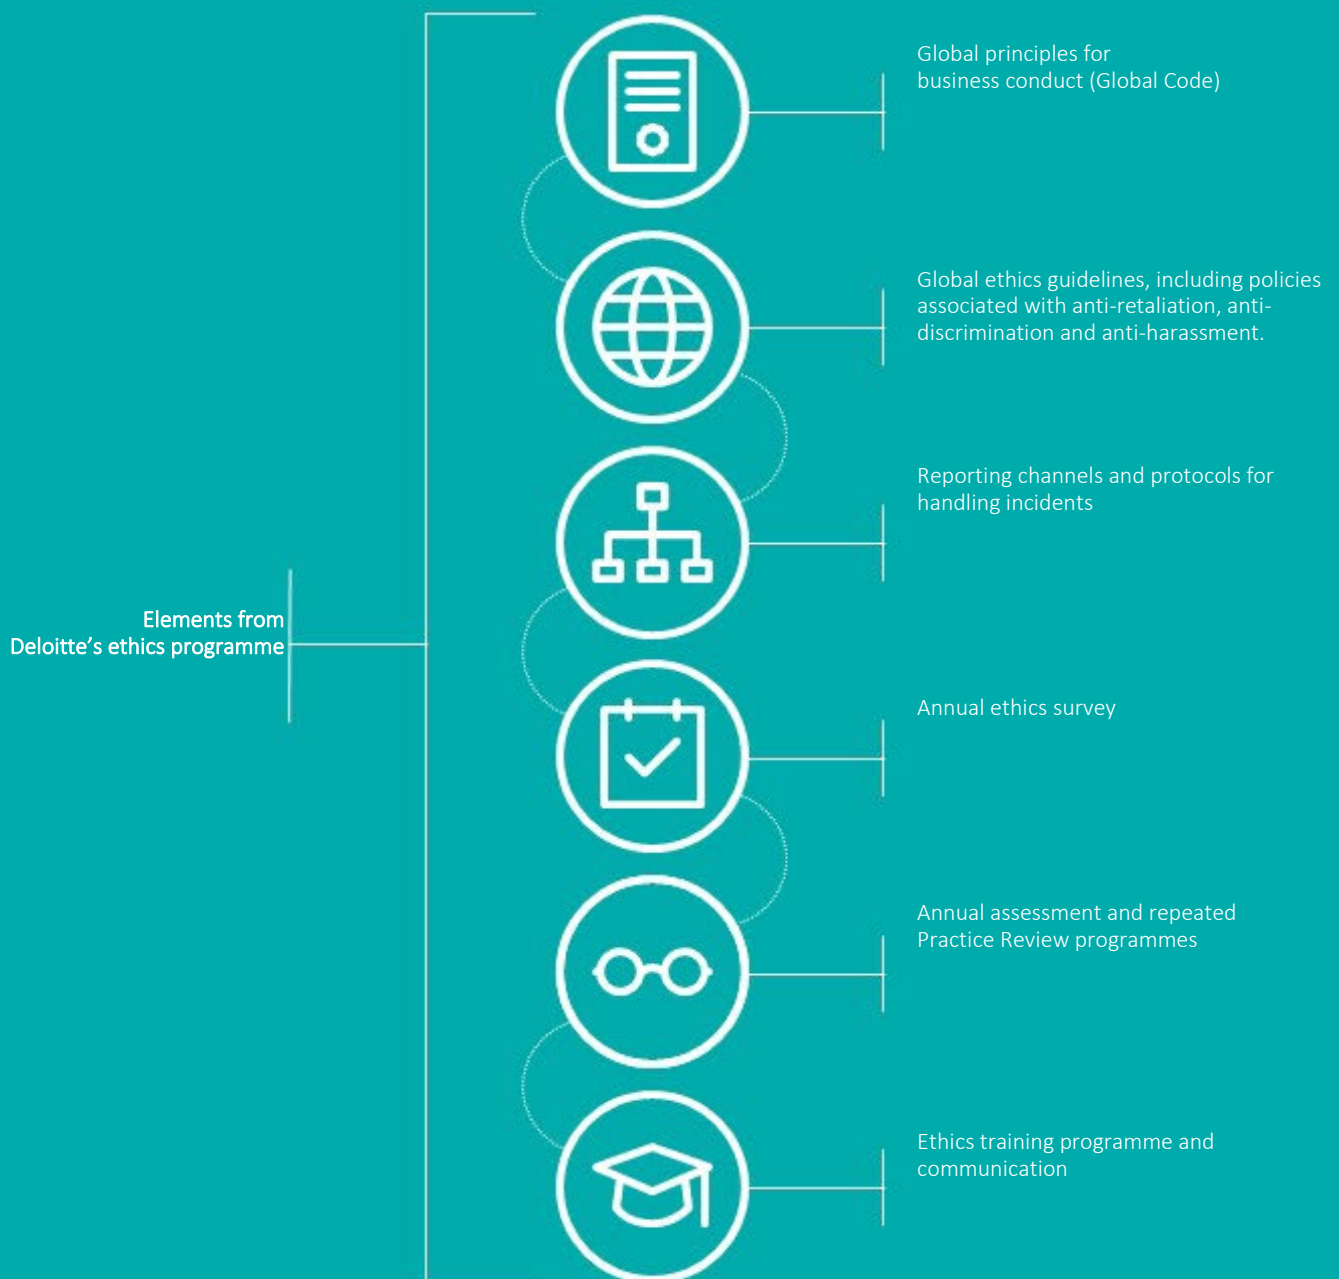 Global principles for
business conduct (Global Code)
Global ethics guidelines, including policies
associated with anti-retaliation, anti-
discrimination and anti-harassment.
Reporting channels and protocols for
handling incidents
Elements from
Deloitte’s ethics programme
Annual ethics survey
Annual assessment and repeated
Practice Review programmes
Ethics training programme and
communication